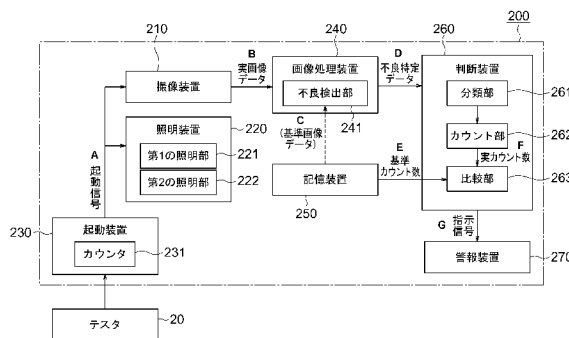 200
210
撮像装置
B
実画像
データ
240
画像処理装置
不良検出部
241
D
不良特定
データ
260
判断装置
分類部
261
カウント部
262
F
実カウント数
比較部
263
照明装置
220
第1の照明部
221
第2の照明部
222
A
起動
信号
C
(基準画像
データ)
E
基準
カウント数
記憶装置
250
230
起動装置
カウンタ
231
G
指示
信号
警報装置
270
テスタ
20